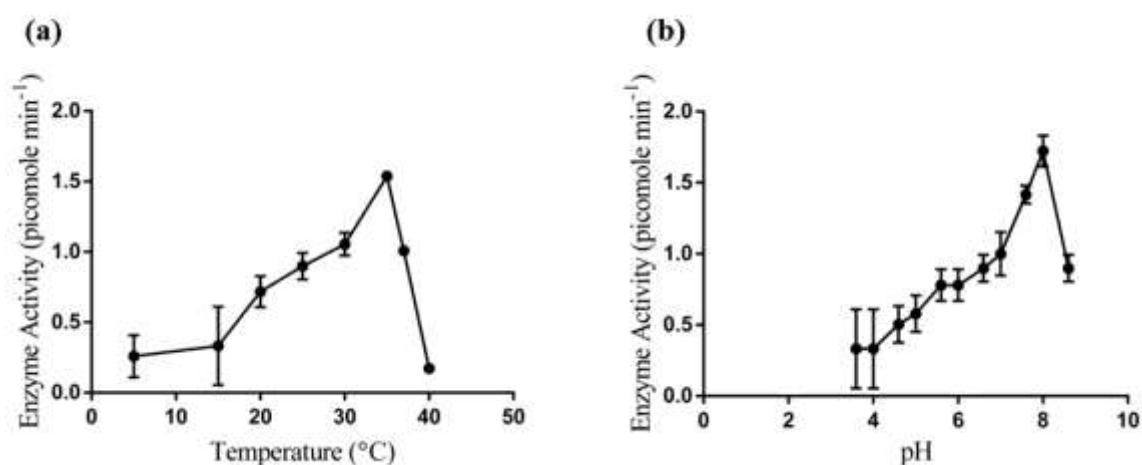 (a)
Enzyme Activity (picomole min⁻¹)
2.0
1.5
1.0
0.5
0.0
0 10 20 30 40 50
Temperature (°C)
(b)
Enzyme Activity (picomole min⁻¹)
2.0
1.5
1.0
0.5
0.0
0 2 4 6 8 10
pH